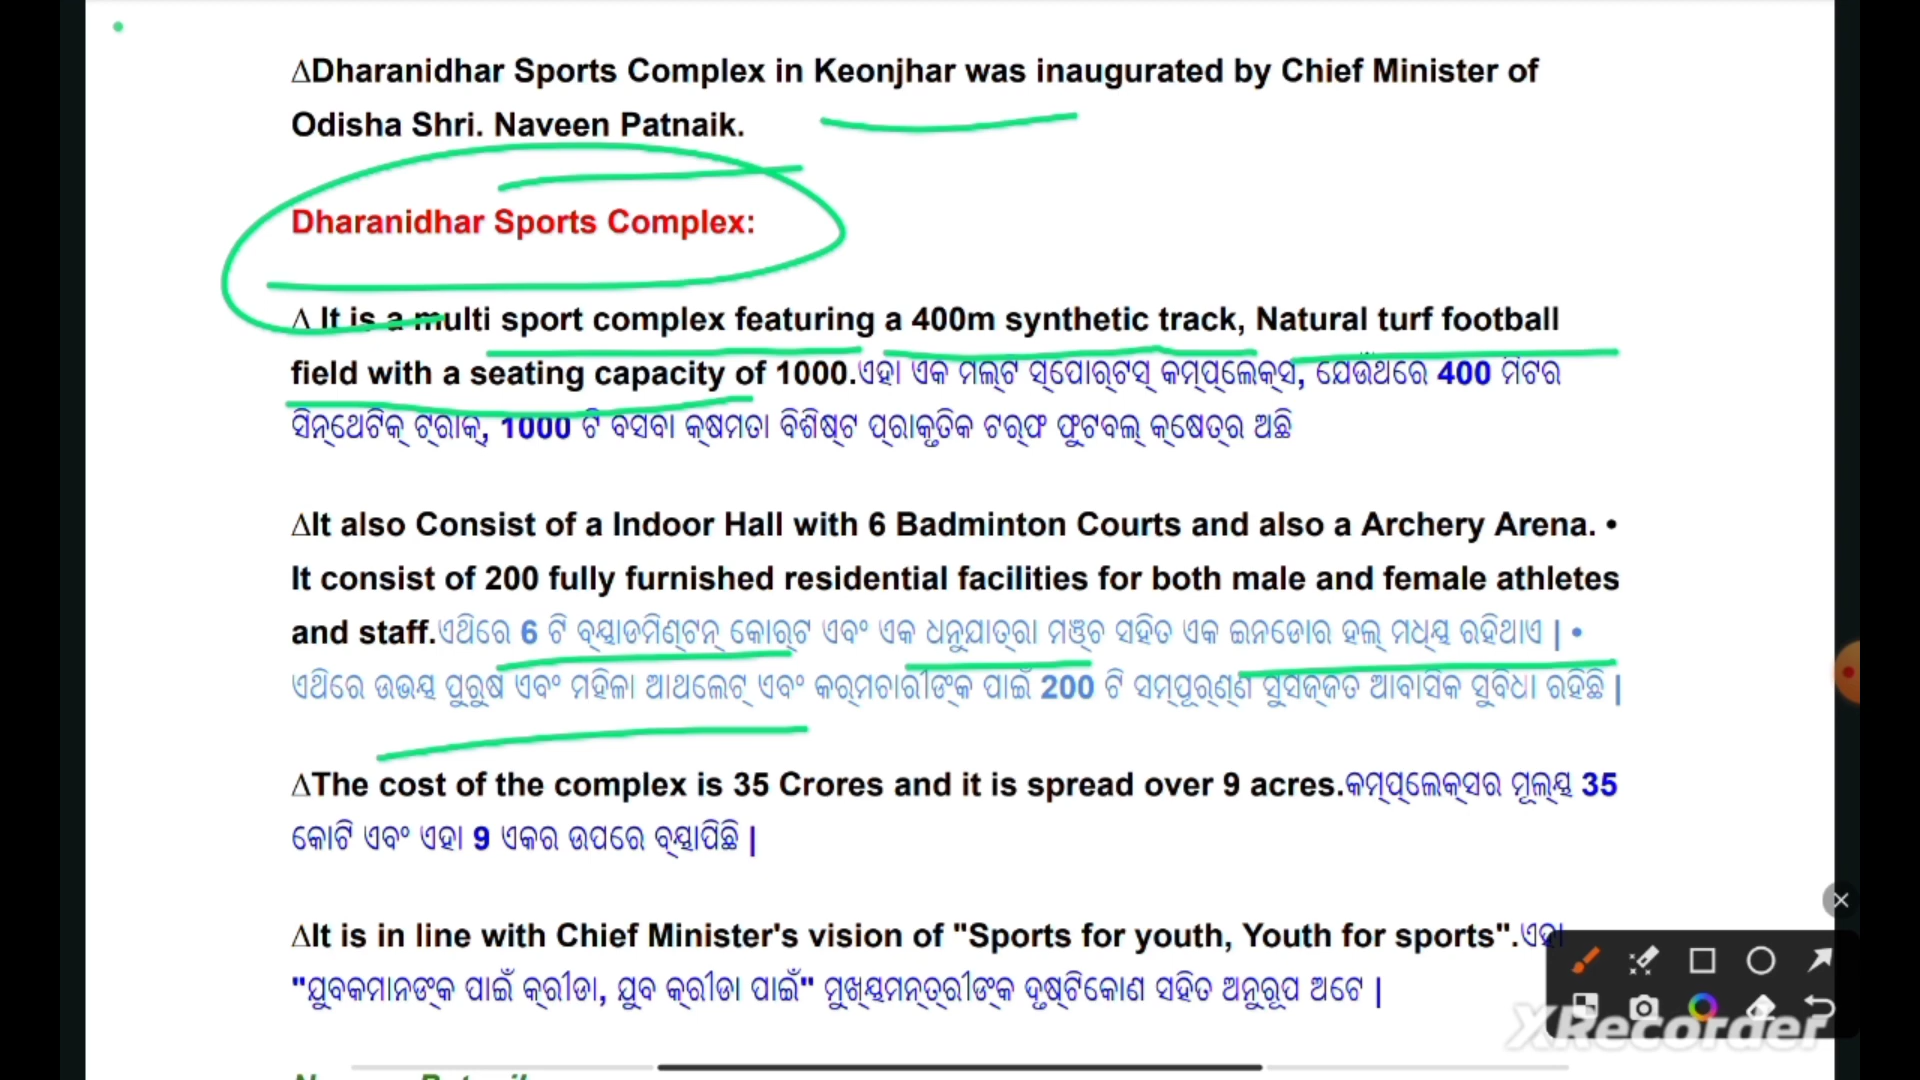 ∆Dharanidhar Sports Complex in Keonjhar was inaugurated by Chief Minister of
Odisha Shri. Naveen Patnaik.
Dharanidhar Sports Complex:
∆ It is a multi sport complex featuring a 400m synthetic track, Natural turf football
field with a seating capacity of 1000.ଏହା ଏକ ମଲ୍‌ଟି ସ୍ପୋର୍ଟସ୍ କମ୍ପ୍ଲେକ୍ସ, ଯେଉଁଥିରେ 400 ମିଟର
ସିନ୍ଥେଟିକ୍ ଟ୍ରାକ୍, 1000 ଟି ବସିବା କ୍ଷମତା ବିଶିଷ୍ଟ ପ୍ରାକୃତିକ ଟର୍ଫ ଫୁଟବଲ୍ କ୍ଷେତ୍ର ଅଛି
∆It also Consist of a Indoor Hall with 6 Badminton Courts and also a Archery Arena. •
It consist of 200 fully furnished residential facilities for both male and female athletes
and staff.ଏଥିରେ 6 ଟି ବ୍ୟାଡମିଣ୍ଟନ୍ କୋର୍ଟ ଏବଂ ଏକ ଧନୁଯାତ୍ରା ମଞ୍ଚ ସହିତ ଏକ ଇନଡୋର ହଲ୍ ମଧ୍ୟ ରହିଥାଏ | •
ଏଥିରେ ଉଭୟ ପୁରୁଷ ଏବଂ ମହିଳା ଆଥଲେଟ୍ ଏବଂ କର୍ମଚାରୀଙ୍କ ପାଇଁ 200 ଟି ସମ୍ପୂର୍ଣ୍ଣ ସୁସଜ୍ଜିତ ଆବାସିକ ସୁବିଧା ରହିଛି |
∆The cost of the complex is 35 Crores and it is spread over 9 acres.କମ୍ପ୍ଲେକ୍ସର ମୂଲ୍ୟ 35
କୋଟି ଏବଂ ଏହା 9 ଏକର ଉପରେ ବ୍ୟାପିଛି |
∆It is in line with Chief Minister's vision of "Sports for youth, Youth for sports".ଏହା
"ଯୁବକମାନଙ୍କ ପାଇଁ କ୍ରୀଡା, ଯୁବ କ୍ରୀଡା ପାଇଁ" ମୁଖ୍ୟମନ୍ତ୍ରୀଙ୍କ ଦୃଷ୍ଟିକୋଣ ସହିତ ଅନୁରୂପ ଅଟେ |
XRecorder